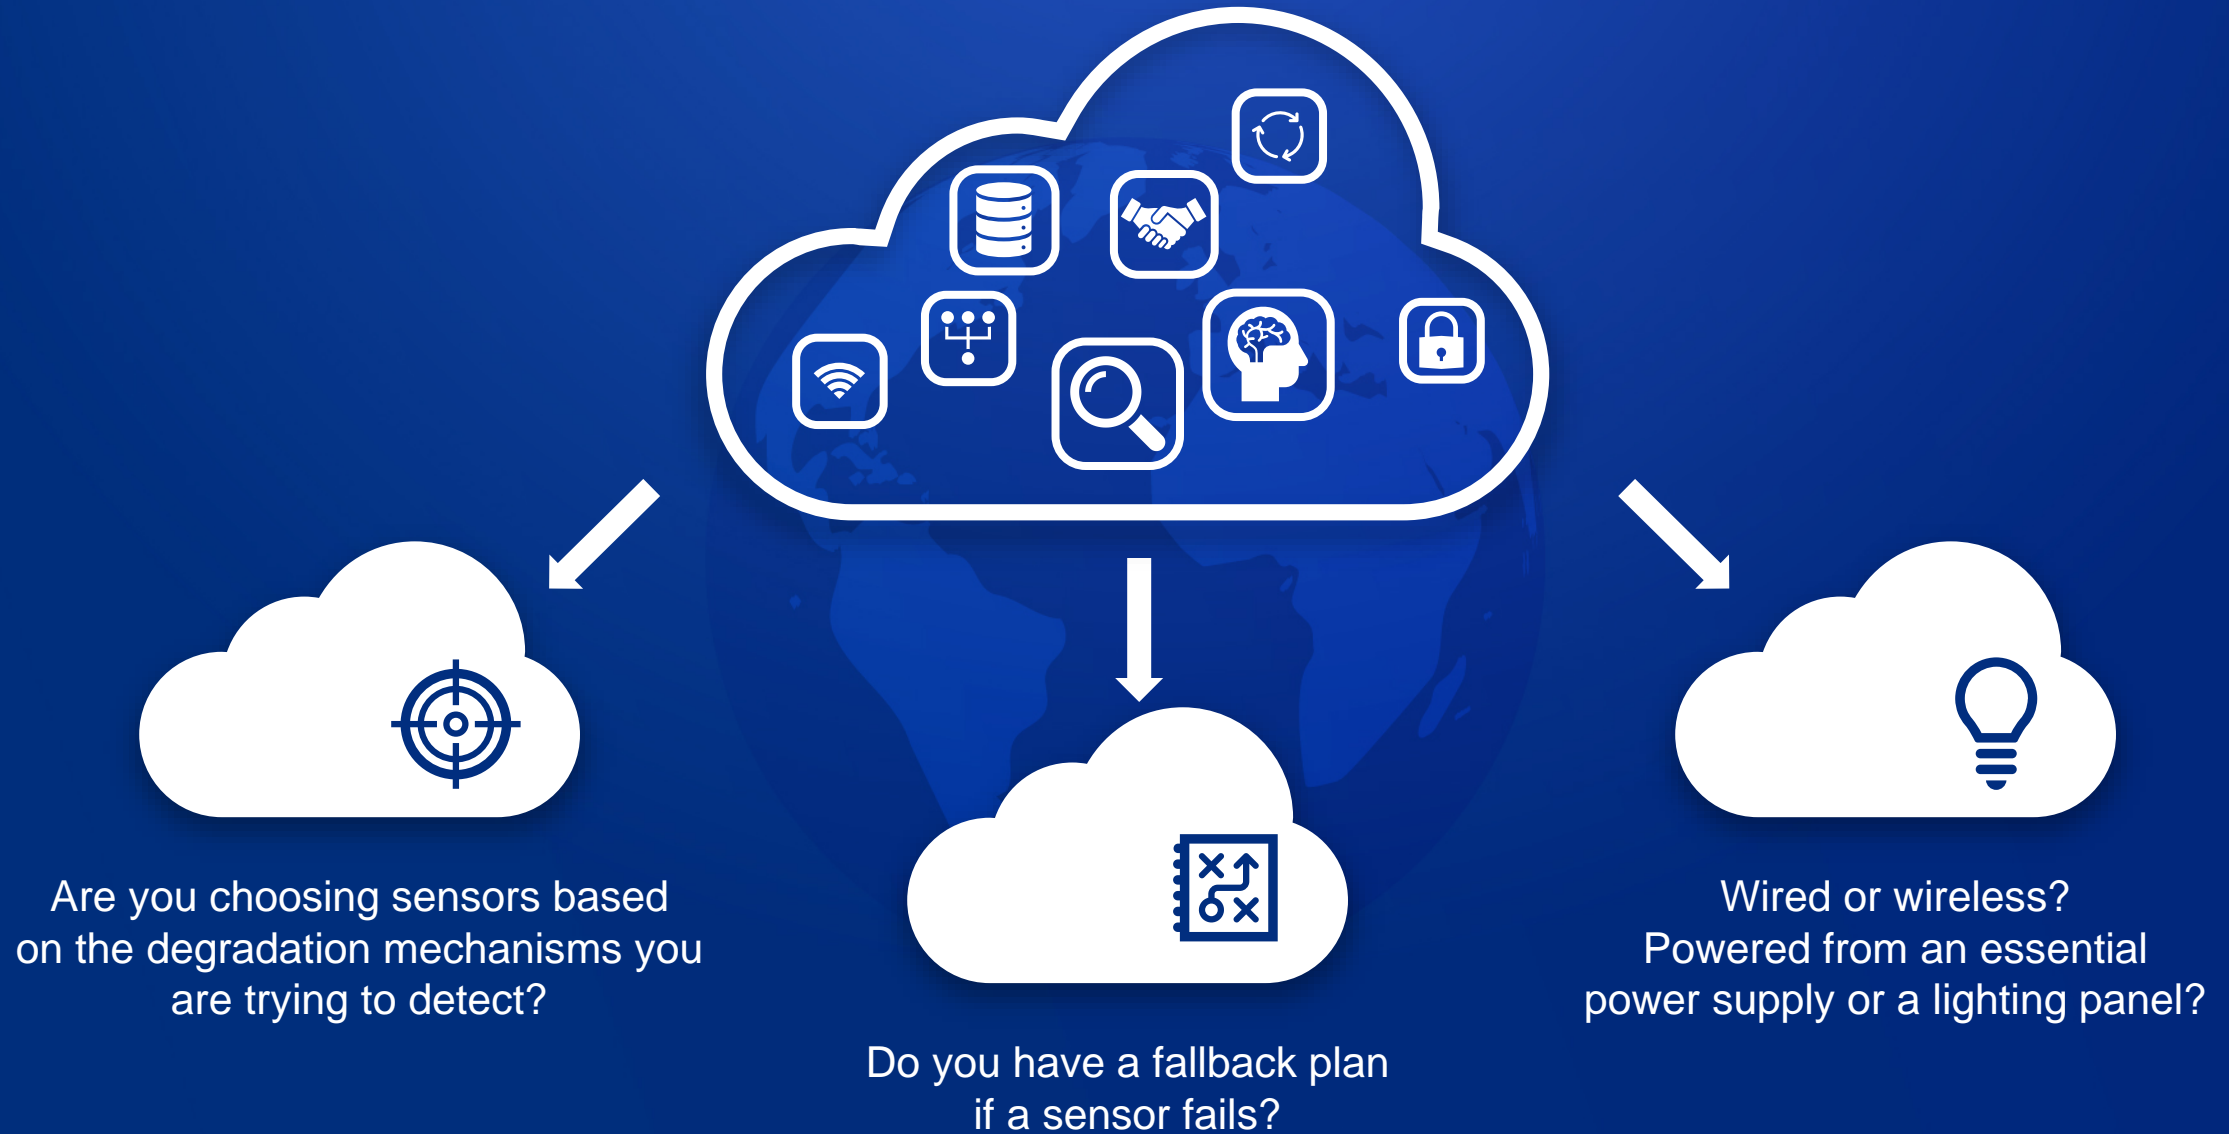 Are you choosing sensors based
on the degradation mechanisms you
are trying to detect?
Do you have a fallback plan
if a sensor fails?
Wired or wireless?
Powered from an essential
power supply or a lighting panel?